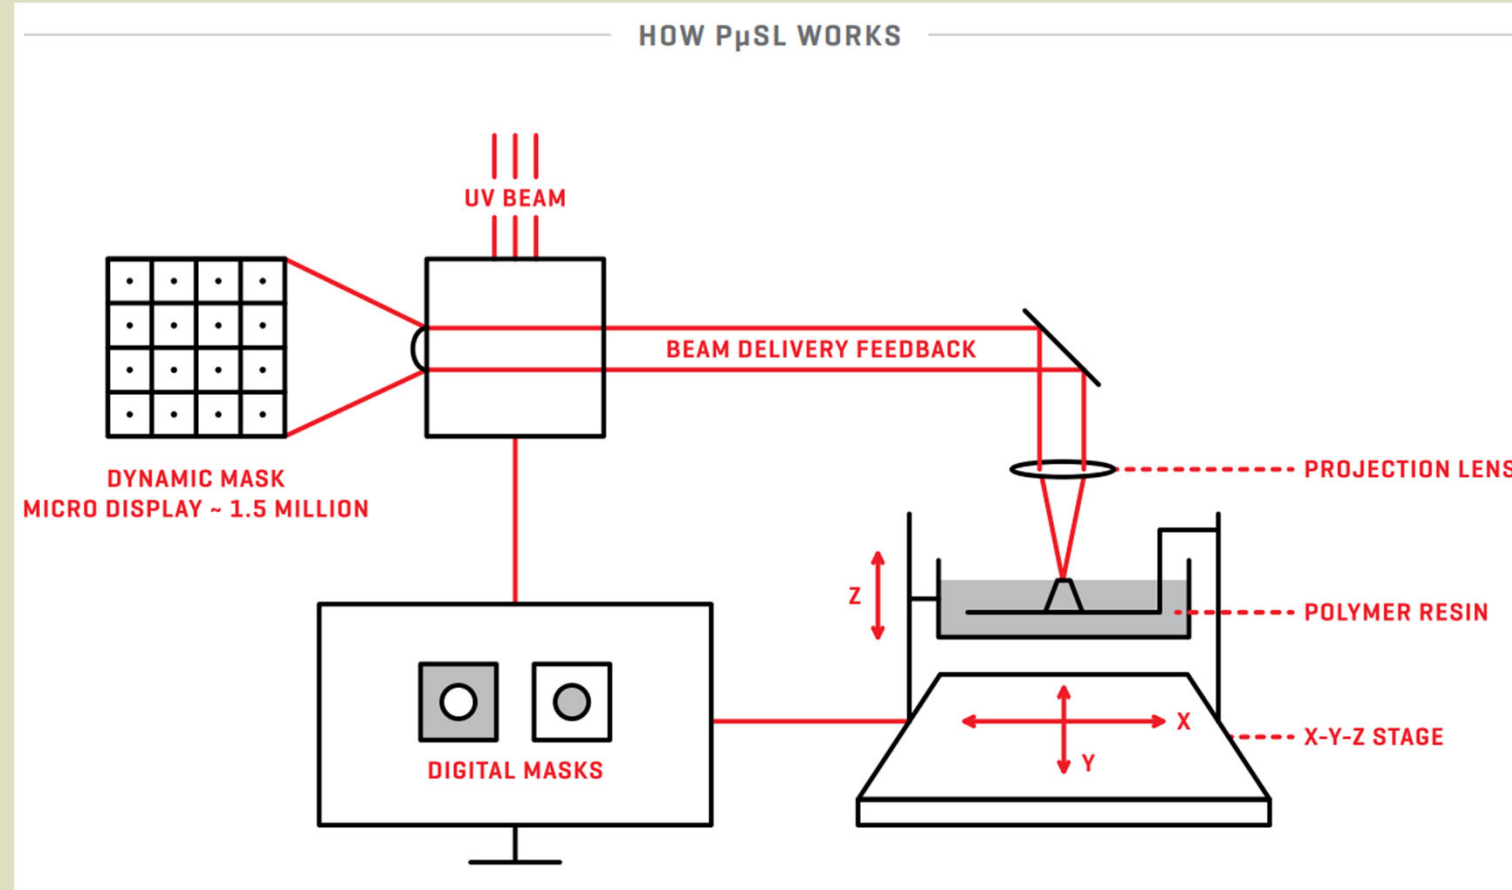 HOW PµSL WORKS
UV BEAM
BEAM DELIVERY FEEDBACK
DYNAMIC MASK
MICRO DISPLAY ~ 1.5 MILLION
PROJECTION LENS
Z
POLYMER RESIN
X
X-Y-Z STAGE
Y
DIGITAL MASKS